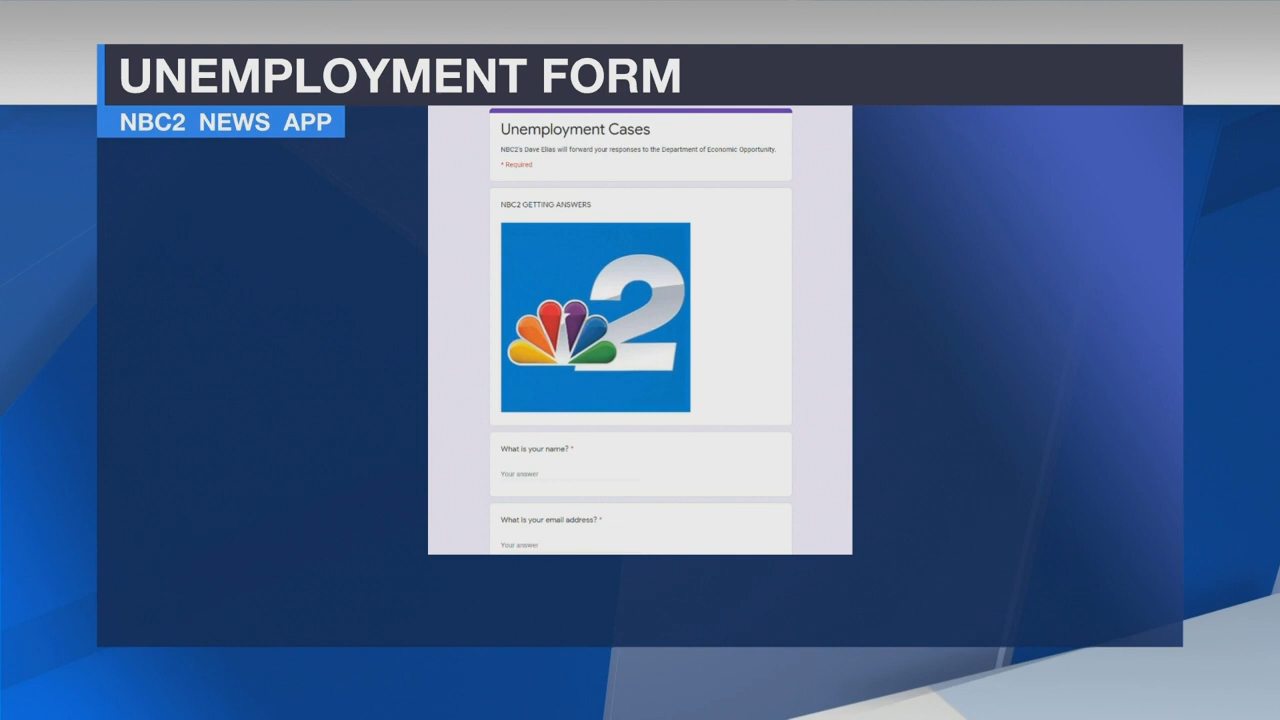 UNEMPLOYMENT FORM
NBC2 NEWS APP
Unemployment Cases
NBC2's Dave Elias will forward your responses to the Department of Economic Opportunity.
* Required
NBC2 GETTING ANSWERS
2
What is your name? *
Your answer
What is your email address? *
Your answer